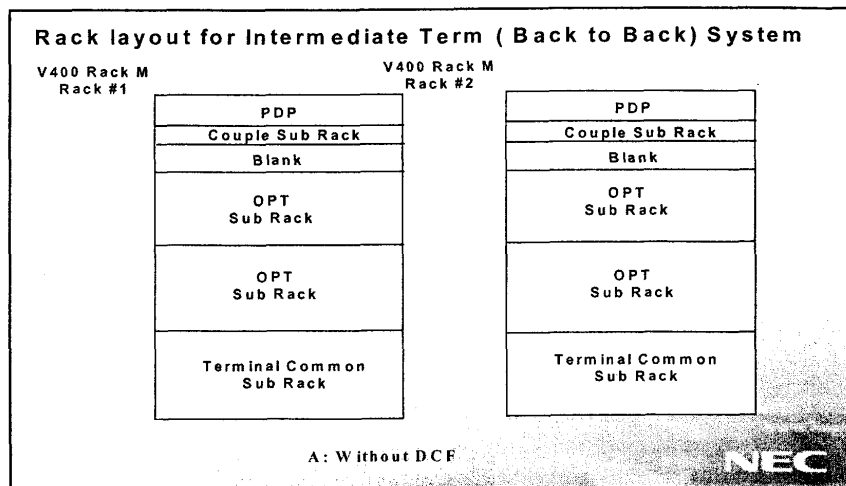 Rack layout for Intermediate Term ( Back to Back) System
V400 Rack M
Rack #1
PDP
Couple Sub Rack
Blank
OPT
Sub Rack
OPT
Sub Rack
Terminal Common
Sub Rack
V400 Rack M
Rack #2
PDP
Couple Sub Rack
Blank
OPT
Sub Rack
OPT
Sub Rack
Terminal Common
Sub Rack
A: Without DCF
NEC